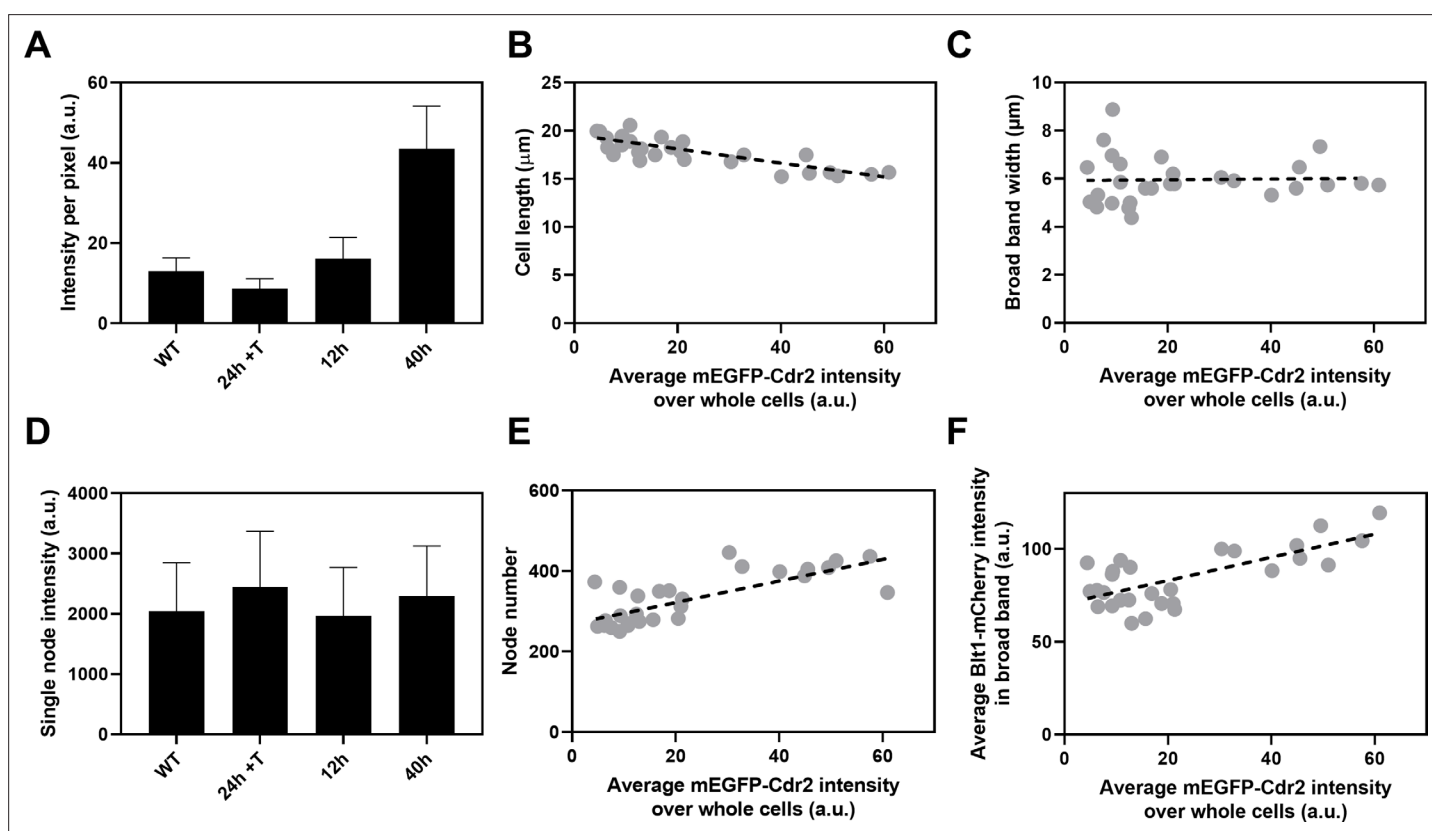 A
Intensity per pixel (a.u.)
60
40
20
0
WT
24h +T
12h
40h
B
Cell length (μm)
25
20
15
10
5
0
0 20 40 60
Average mEGFP-Cdr2 intensity
over whole cells (a.u.)
C
Broad band width (μm)
10
8
6
4
2
0
0 20 40 60
Average mEGFP-Cdr2 intensity
over whole cells (a.u.)
D
Single node intensity (a.u.)
4000
3000
2000
1000
0
WT
24h +T
12h
40h
E
Node number
600
400
200
0
0 20 40 60
Average mEGFP-Cdr2 intensity
over whole cells (a.u.)
F
Average Blt1-mCherry intensity
in broad band (a.u.)
100
50
0
0 20 40 60
Average mEGFP-Cdr2 intensity
over whole cells (a.u.)